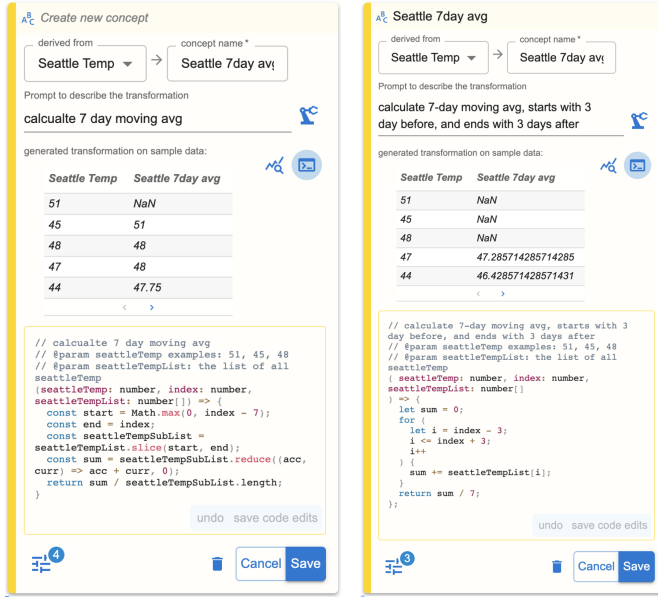 ABC Create new concept
derived from
concept name *
Seattle Temp → Seattle 7day avg
Prompt to describe the transformation
calcualte 7 day moving avg
generated transformation on sample data:
Seattle Temp Seattle 7day avg
51 NaN
45 51
48 48
47 48
44 47.75
< >
// calcualte 7 day moving avg
// @param seattleTemp examples: 51, 45, 48
// @param seattleTempList: the list of all
seattleTemp
(seattleTemp: number, index: number,
seattleTempList: number[]) => {
const start = Math.max(0, index - 7);
const end = index;
const seattleTempSubList =
seattleTempList.slice(start, end);
const sum = seattleTempSubList.reduce((acc,
curr) => acc + curr, 0);
return sum / seattleTempSubList.length;
}
undo save code edits
4
Cancel Save
ABC Seattle 7day avg
derived from
concept name *
Seattle Temp → Seattle 7day avg
Prompt to describe the transformation
calculate 7-day moving avg, starts with 3
day before, and ends with 3 days after
generated transformation on sample data:
Seattle Temp Seattle 7day avg
51 NaN
45 NaN
48 NaN
47 47.285714285714285
44 46.428571428571431
< >
// calculate 7-day moving avg, starts with 3
day before, and ends with 3 days after
// @param seattleTemp examples: 51, 45, 48
// @param seattleTempList: the list of all
seattleTemp
( seattleTemp: number, index: number,
seattleTempList: number[]
) => {
let sum = 0;
for (
let i = index - 3;
i <= index + 3;
i++
) {
sum += seattleTempList[i];
}
return sum / 7;
};
undo save code edits
3
Cancel Save